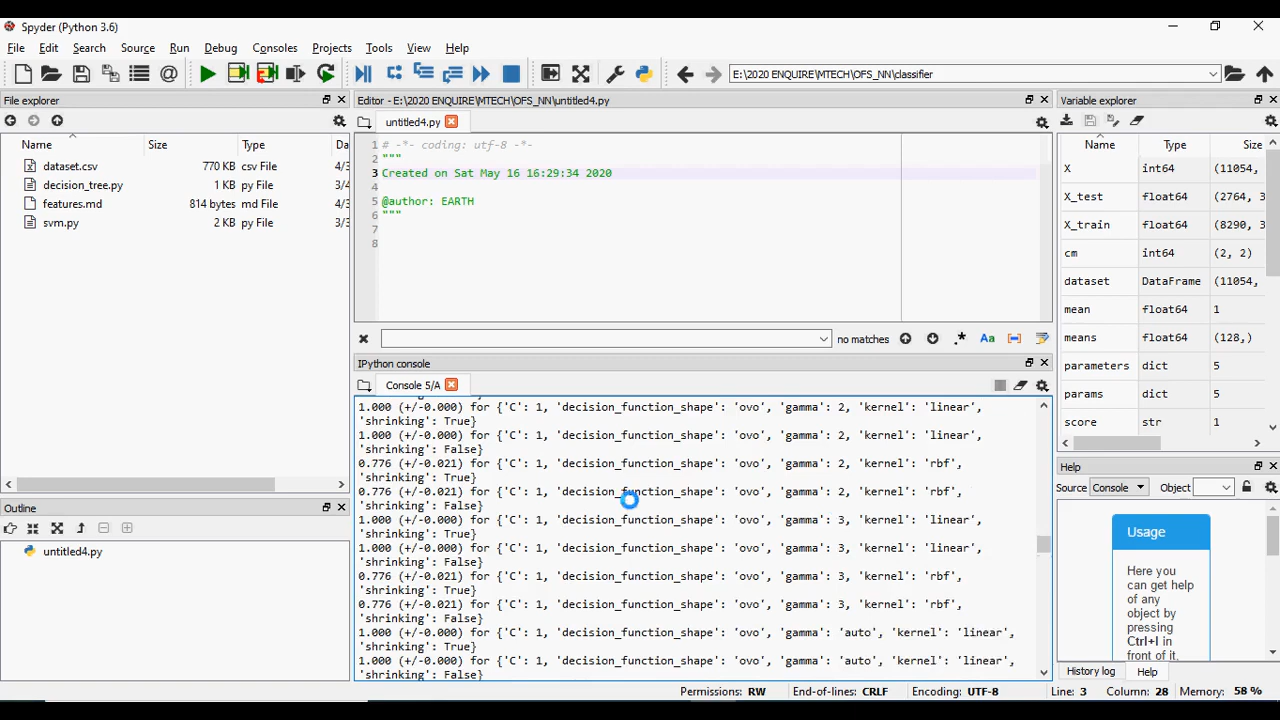 Spyder (Python 3.6)
File Edit Search Source Run Debug Consoles Projects Tools View Help
E:\2020 ENQUIRE\MTECH\OFS_NN\classifier
File explorer
Name Size Type Da
dataset.csv 770 KB csv File 4/3
decision_tree.py 1 KB py File 3/4
features.md 814 bytes md File 4/3
svm.py 2 KB py File 3/3
Outline
untitled4.py
Editor - E:\2020 ENQUIRE\MTECH\OFS_NN\untitled4.py
untitled4.py
1 # -*- coding: utf-8 -*-
2 """
3 Created on Sat May 16 16:29:34 2020
4
5 @author: EARTH
6 """
7
8
no matches .* Aa
IPython console
Console 5/A
1.000 (+/-0.000) for {'C': 1, 'decision_function_shape': 'ovo', 'gamma': 2, 'kernel': 'linear',
'shrinking': True}
1.000 (+/-0.000) for {'C': 1, 'decision_function_shape': 'ovo', 'gamma': 2, 'kernel': 'linear',
'shrinking': False}
0.776 (+/-0.021) for {'C': 1, 'decision_function_shape': 'ovo', 'gamma': 2, 'kernel': 'rbf',
'shrinking': True}
0.776 (+/-0.021) for {'C': 1, 'decision_function_shape': 'ovo', 'gamma': 2, 'kernel': 'rbf',
'shrinking': False}
1.000 (+/-0.000) for {'C': 1, 'decision_function_shape': 'ovo', 'gamma': 3, 'kernel': 'linear',
'shrinking': True}
1.000 (+/-0.000) for {'C': 1, 'decision_function_shape': 'ovo', 'gamma': 3, 'kernel': 'linear',
'shrinking': False}
0.776 (+/-0.021) for {'C': 1, 'decision_function_shape': 'ovo', 'gamma': 3, 'kernel': 'rbf',
'shrinking': True}
0.776 (+/-0.021) for {'C': 1, 'decision_function_shape': 'ovo', 'gamma': 3, 'kernel': 'rbf',
'shrinking': False}
1.000 (+/-0.000) for {'C': 1, 'decision_function_shape': 'ovo', 'gamma': 'auto', 'kernel': 'linear',
'shrinking': True}
1.000 (+/-0.000) for {'C': 1, 'decision_function_shape': 'ovo', 'gamma': 'auto', 'kernel': 'linear',
'shrinking': False}
Variable explorer
Name Type Size
X int64 (11054,
X_test float64 (2764, 3
X_train float64 (8290, 3
cm int64 (2, 2)
dataset DataFrame (11054,
mean float64 1
means float64 (128,)
parameters dict 5
params dict 5
score str 1
Help
Source Console Object
Usage
Here you
can get help
of any
object by
pressing
Ctrl+I in
front of it,
History log Help
Permissions: RW End-of-lines: CRLF Encoding: UTF-8 Line: 3 Column: 28 Memory: 58 %